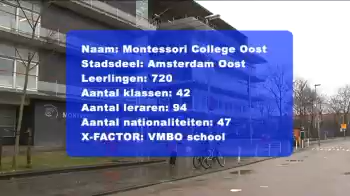 Naam: Montessori College Oost
Stadsdeel: Amsterdam Oost
Leerlingen: 720
Aantal klassen: 42
Aantal leraren: 94
Aantal nationaliteiten: 47
X-FACTOR: VMBO school